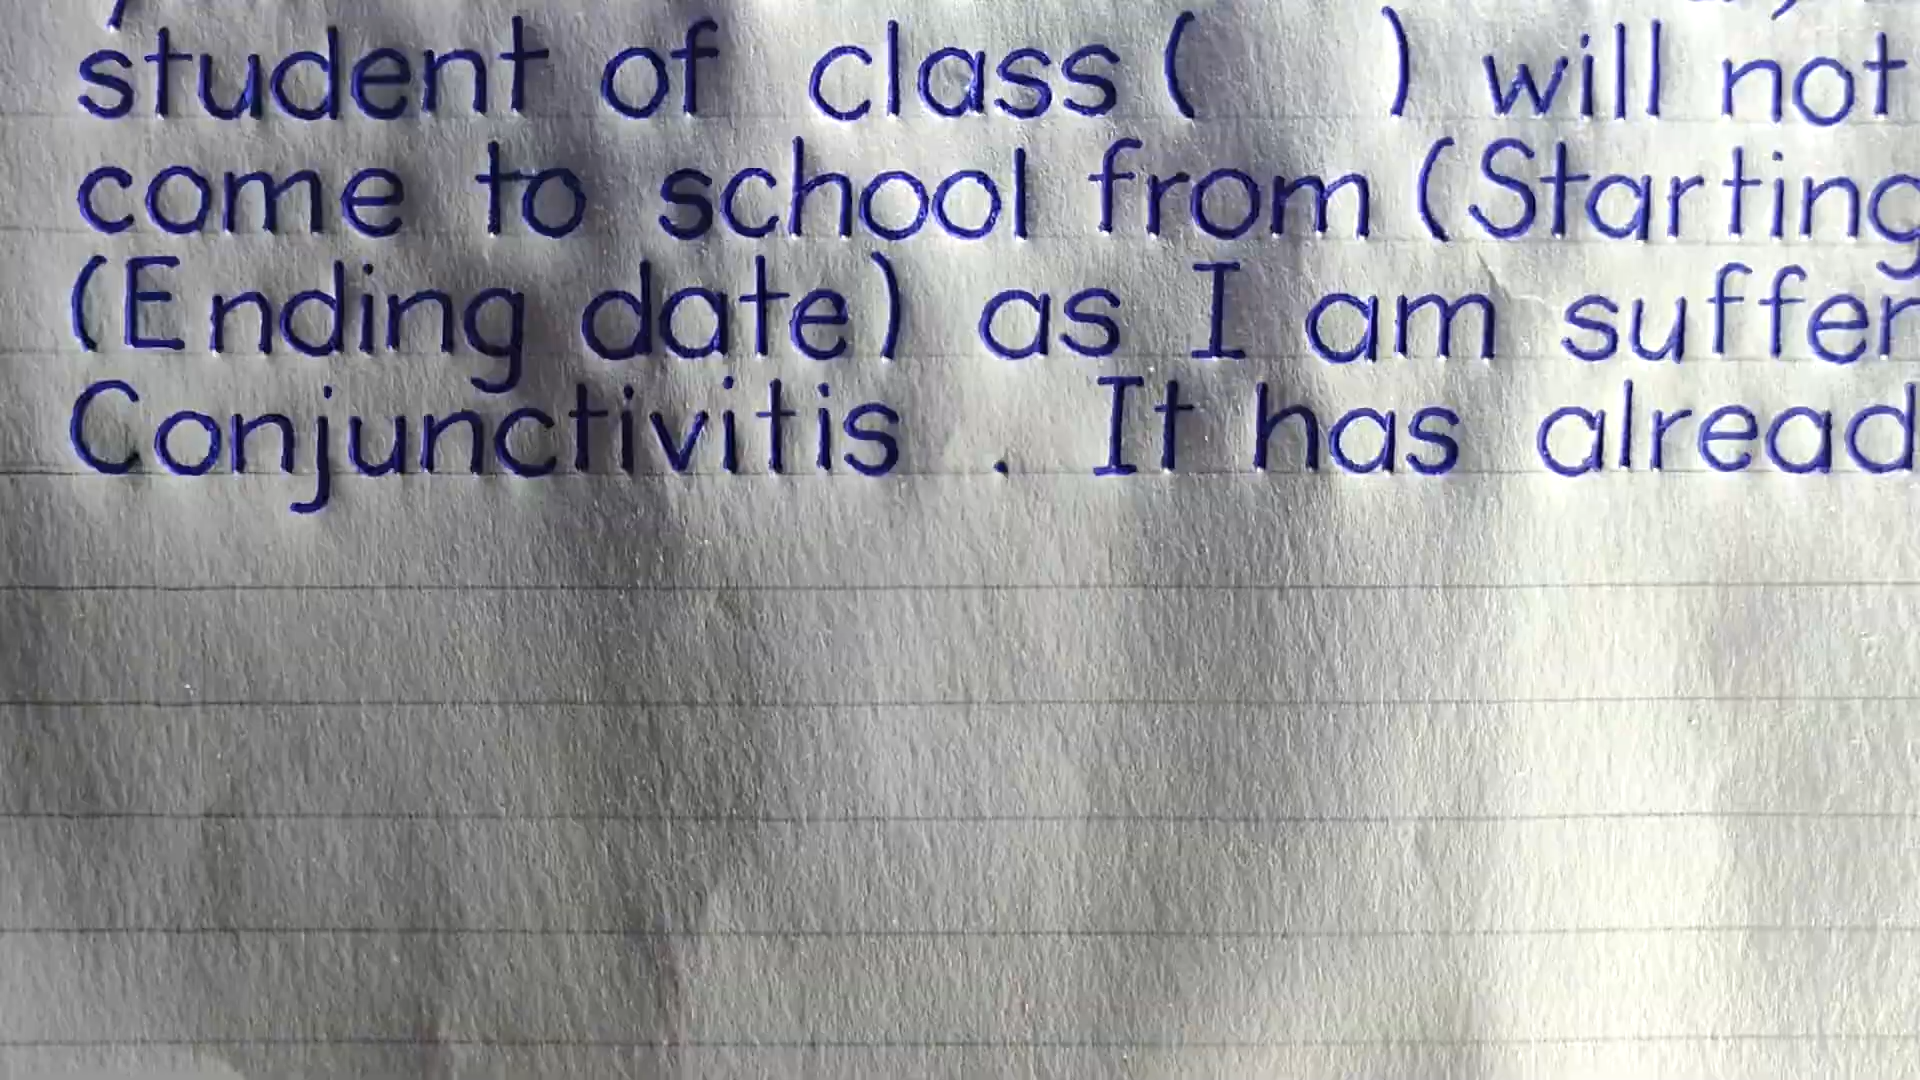 student of class ( ) will not
come to school from (Starting
(Ending date) as I am suffer
Conjunctivitis . It has alread